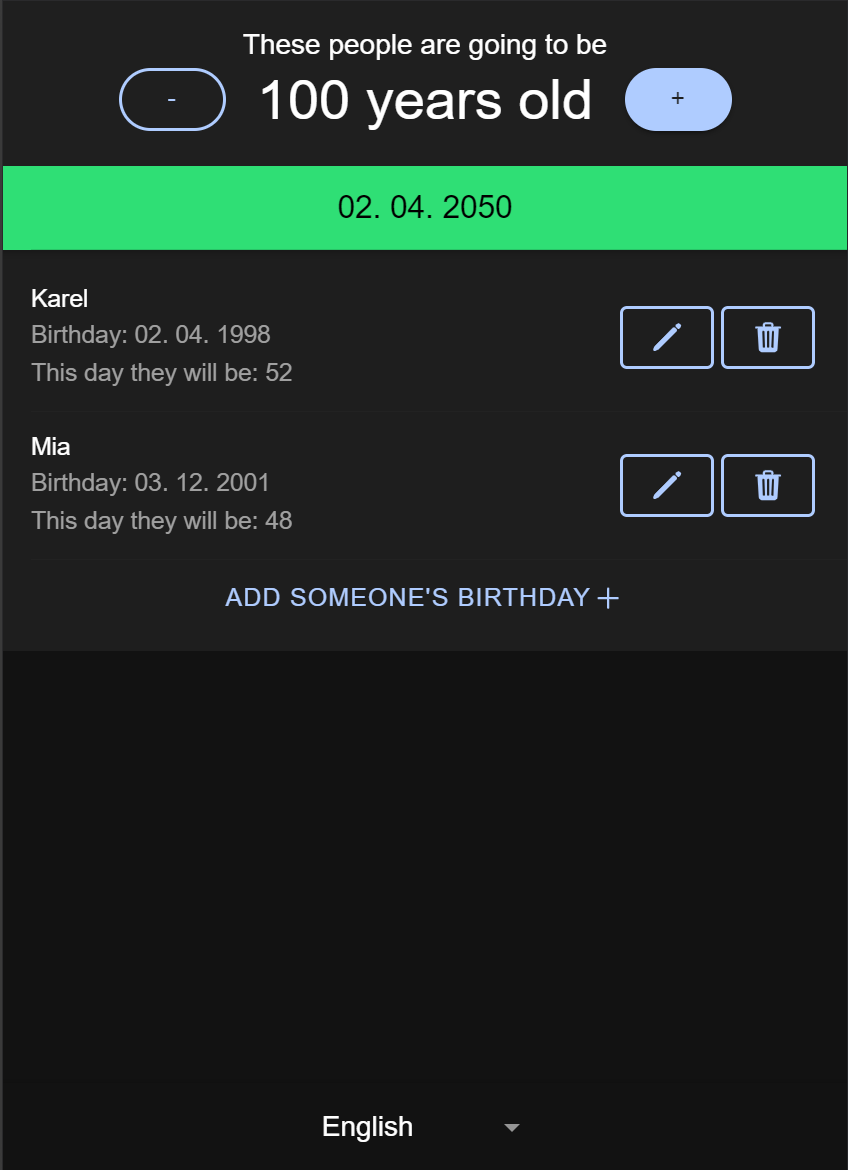 These people are going to be
- 100 years old +
02. 04. 2050
Karel
Birthday: 02. 04. 1998
This day they will be: 52
Mia
Birthday: 03. 12. 2001
This day they will be: 48
ADD SOMEONE'S BIRTHDAY +
English